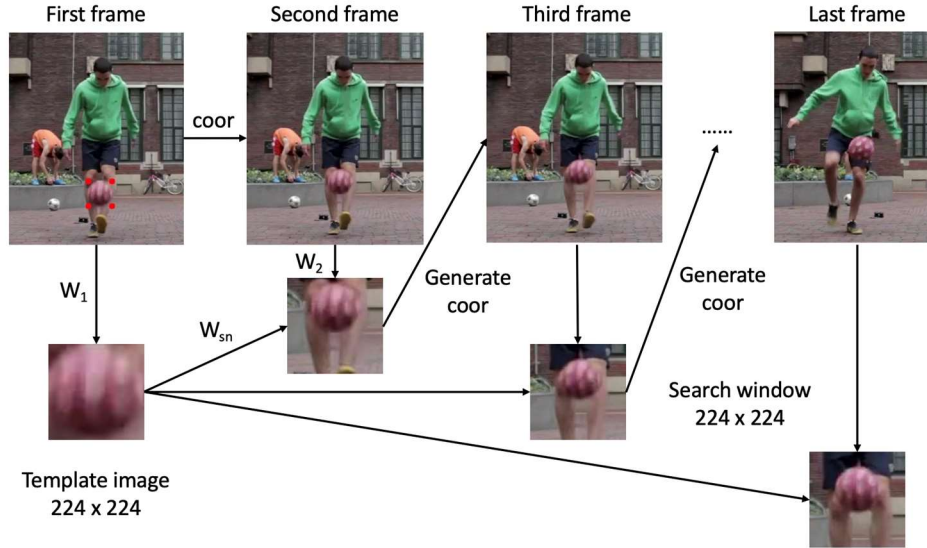 First frame
Second frame
Third frame
Last frame
coor
......
W1
W2
Generate
coor
Generate
coor
Wsn
Search window
224 x 224
Template image
224 x 224